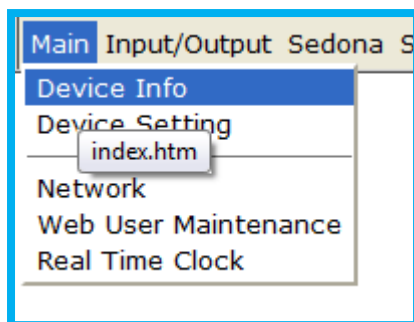 Main Input/Output Sedona S
Device Info
Device Setting
index.htm
Network
Web User Maintenance
Real Time Clock